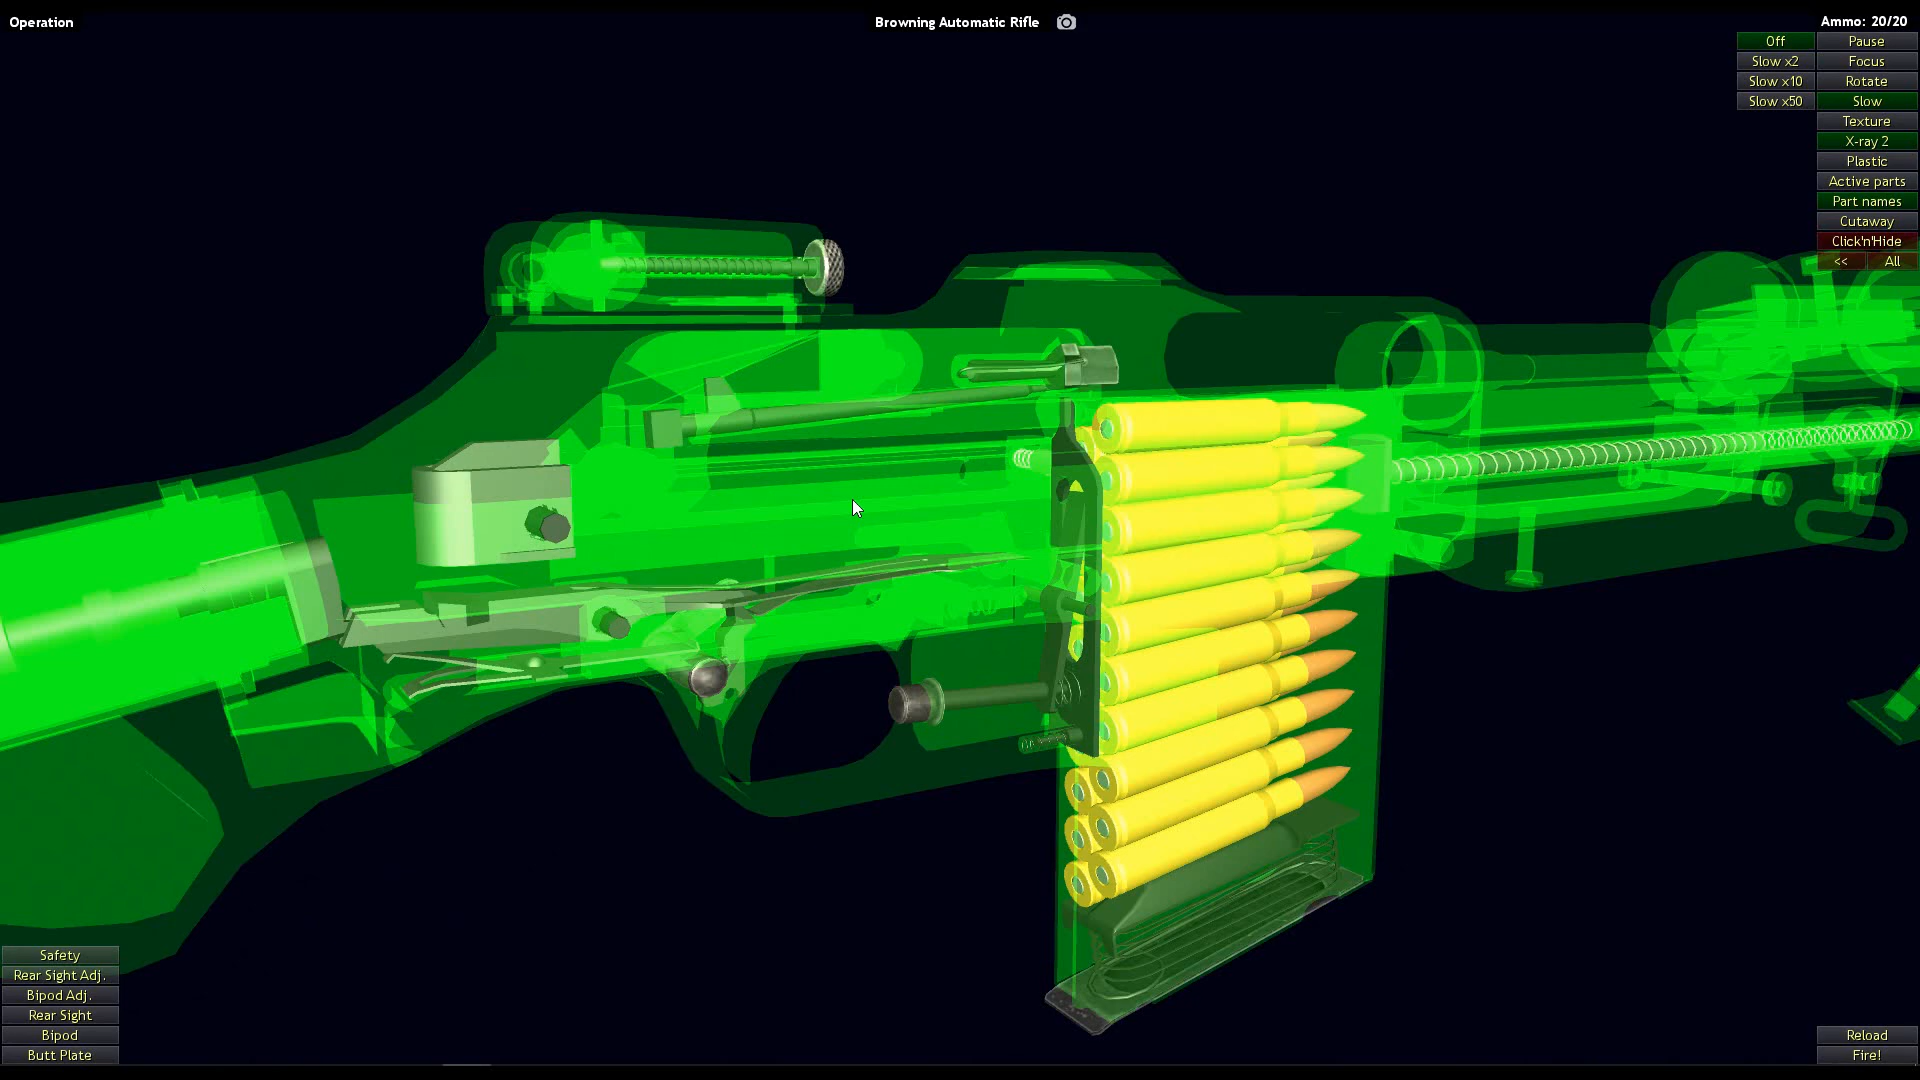 Operation
Browning Automatic Rifle
Ammo: 20/20
Off
Pause
Slow x2
Focus
Slow x10
Rotate
Slow x50
Slow
Texture
X-ray 2
Plastic
Active parts
Part names
Cutaway
Click'n'Hide
<< All
Safety
Rear Sight Adj.
Bipod Adj.
Rear Sight
Bipod
Butt Plate
Reload
Fire!